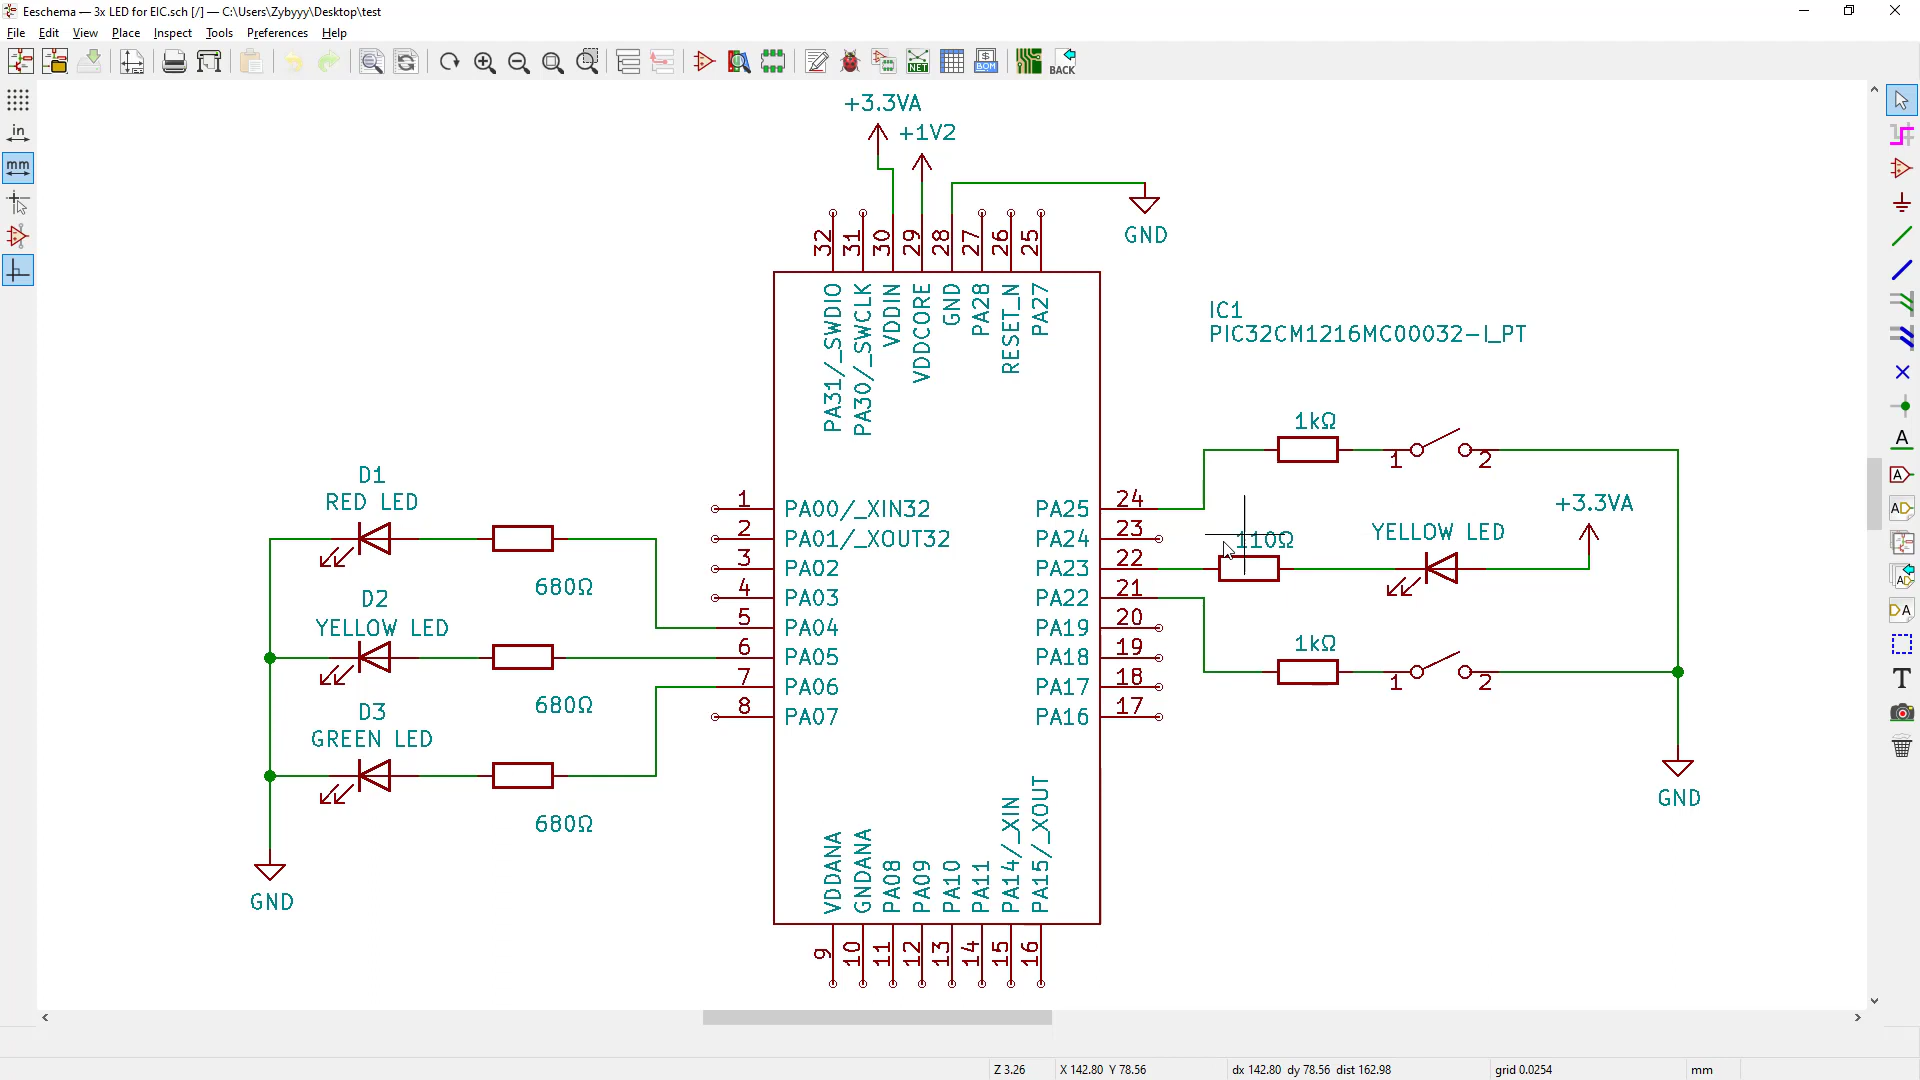 Eeschema — 3x LED for EIC.sch [/] — C:\Users\Zybyyy\Desktop\test
File Edit View Place Inspect Tools Preferences Help
NET
BOM
BACK
in
mm
A
A
A
A
A
T
+3.3VA
+1V2
GND
32 31 30 29 28 27 26 25
PA31/_SWDIO
PA30/_SWCLK
VDDIN
VDDCORE
GND
PA28
RESET_N
PA27
IC1
PIC32CM1216MC00032-I_PT
1kΩ
1 2
D1
RED LED
680Ω
D2
YELLOW LED
680Ω
D3
GREEN LED
680Ω
GND
1 PA00/_XIN32
2 PA01/_XOUT32
3 PA02
4 PA03
5 PA04
6 PA05
7 PA06
8 PA07
PA25 24
PA24 23
PA23 22
PA22 21
PA19 20
PA18 19
PA17 18
PA16 17
110Ω
YELLOW LED
+3.3VA
1kΩ
1 2
GND
VDDANA
GNDANA
PA08
PA09
PA10
PA11
PA14/_XIN
PA15/_XOUT
9 10 11 12 13 14 15 16
Z 3.26 X 142.80 Y 78.56 dx 142.80 dy 78.56 dist 162.98 grid 0.0254 mm